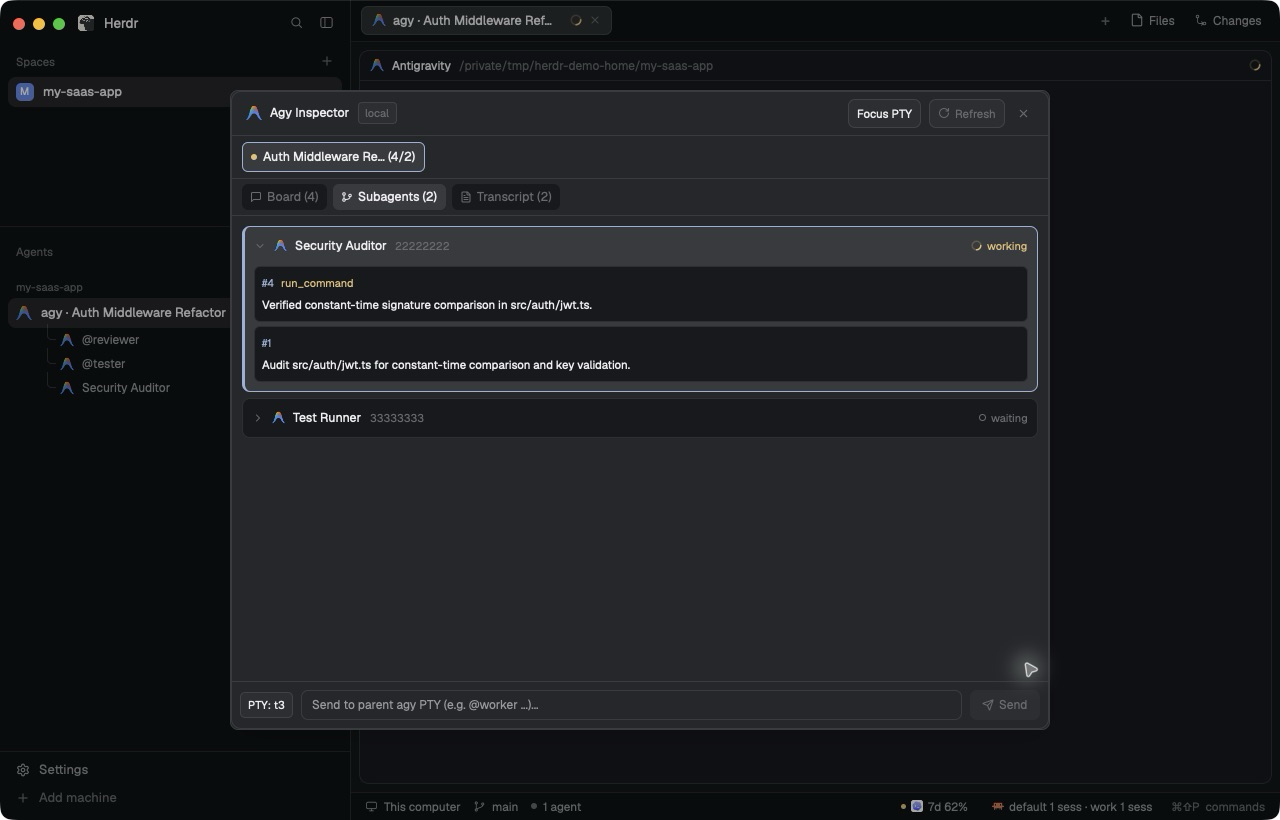 Herdr
agy · Auth Middleware Ref...
Files
Changes
Spaces
M my-saas-app
Antigravity /private/tmp/herdr-demo-home/my-saas-app
Agy Inspector local
Focus PTY
Refresh
Auth Middleware Re... (4/2)
Board (4)
Subagents (2)
Transcript (2)
Security Auditor 22222222
working
#4 run_command
Verified constant-time signature comparison in src/auth/jwt.ts.
#1
Audit src/auth/jwt.ts for constant-time comparison and key validation.
Test Runner 33333333
waiting
PTY: t3
Send to parent agy PTY (e.g. @worker ...)...
Send
Agents
my-saas-app
agy · Auth Middleware Refactor
@reviewer
@tester
Security Auditor
Settings
Add machine
This computer
main
1 agent
7d 62%
default 1 sess · work 1 sess
⌘⇧P commands